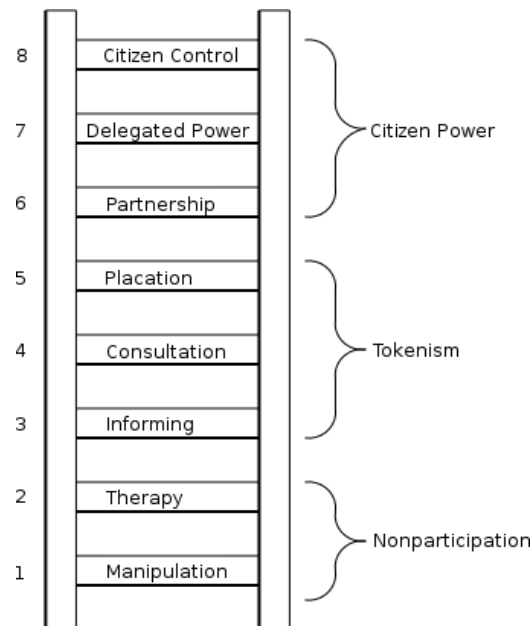 8 Citizen Control
7 Delegated Power
Citizen Power
6 Partnership
5 Placation
4 Consultation
Tokenism
3 Informing
2 Therapy
Nonparticipation
1 Manipulation